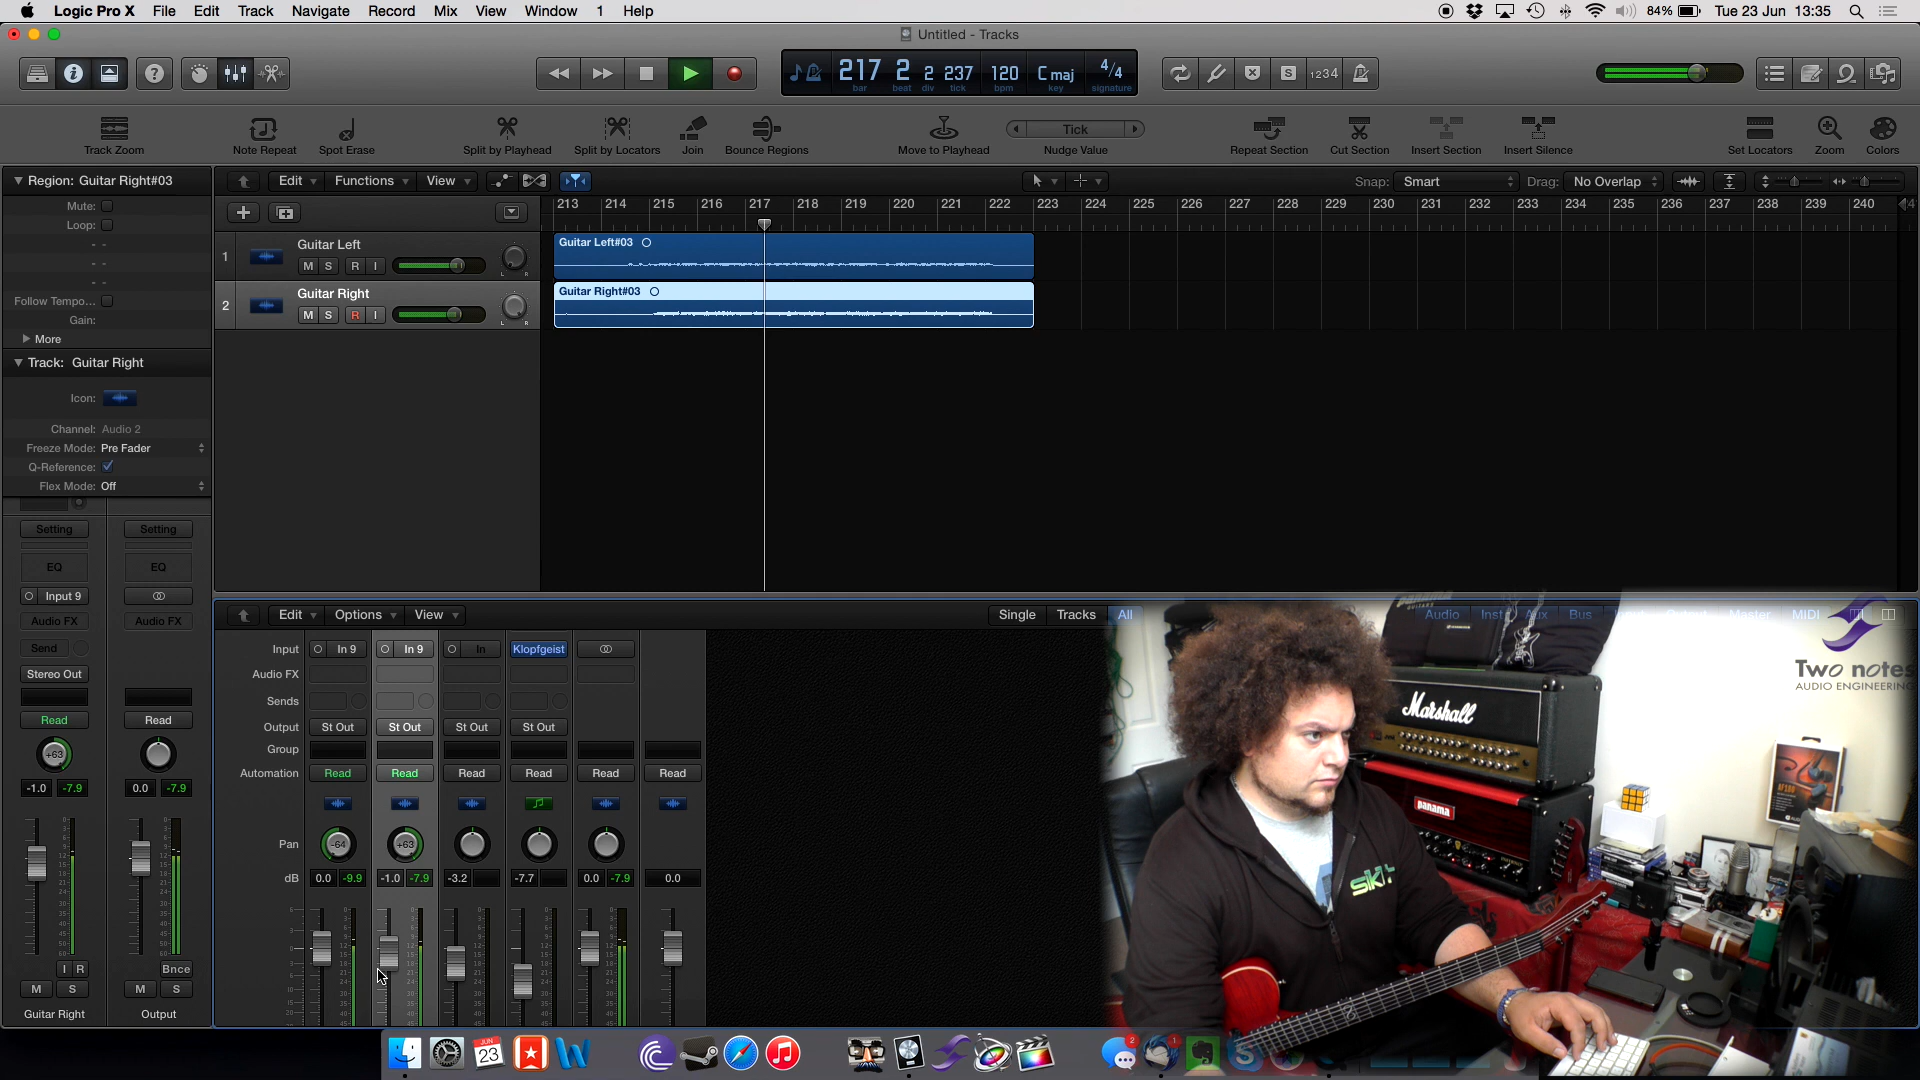 Logic Pro X File Edit Track Navigate Record Mix View Window 1 Help 84% Tue 23 Jun 13:35
Untitled - Tracks
217 2 2 237 120 C maj 4/4
bar beat div tick bpm key signature
1234
Track Zoom Note Repeat Spot Erase Split by Playhead Split by Locators Join Bounce Regions Move to Playhead Tick Nudge Value Repeat Section Cut Section Insert Section Insert Silence Set Locators Zoom Colors
Region: Guitar Right#03 Edit Functions View Snap: Smart Drag: No Overlap
Mute:
Loop:
213 214 215 216 217 218 219 220 221 222 223 224 225 226 227 228 229 230 231 232 233 234 235 236 237 238 239 240
1 Guitar Left M S R I L R Guitar Left#03
2 Guitar Right M S R I L R Guitar Right#03
Follow Tempo...
Gain:
More
Track: Guitar Right
Icon:
Channel: Audio 2
Freeze Mode: Pre Fader
Q-Reference:
Flex Mode: Off
Setting Setting
EQ EQ
Input 9
Audio FX Audio FX
Send
Stereo Out
Read Read
+63
-1.0 -7.9 0.0 -7.9
I R Bnce
M S M S
Guitar Right Output
Edit Options View Single Tracks All Audio Inst Aux Bus Master MIDI
Input In 9 In 9 In Klopfgeist
Audio FX
Sends
Output St Out St Out St Out St Out
Group
Automation Read Read Read Read Read Read
Pan -64 +63
dB 0.0 -9.9 -1.0 -7.9 -3.2 -7.7 0.0 -7.9 0.0
Two notes
AUDIO ENGINEERING
Marshall
panama
sikth
AF180
JUN
23
2
1